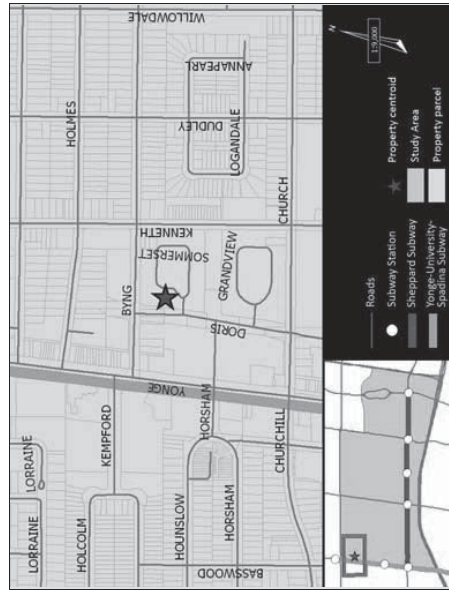 WILLOWDALE
ANNAPEARL
HOLMES
DUDLEY
LOGANDALE
CHURCH
KENNETH
SOMMERSET
GRANDVIEW
BYNG
DORIS
YONGE
HORSHAM
KEMPFORD
CHURCHILL
LORRAINE
LORRAINE
HOLCOLM
HOUNSLOW
HORSHAM
BASSWOOD
N
1:9,000
Roads
Subway Station
Sheppard Subway
Yonge-University-
Spadina Subway
Property centroid
Study Area
Property parcel